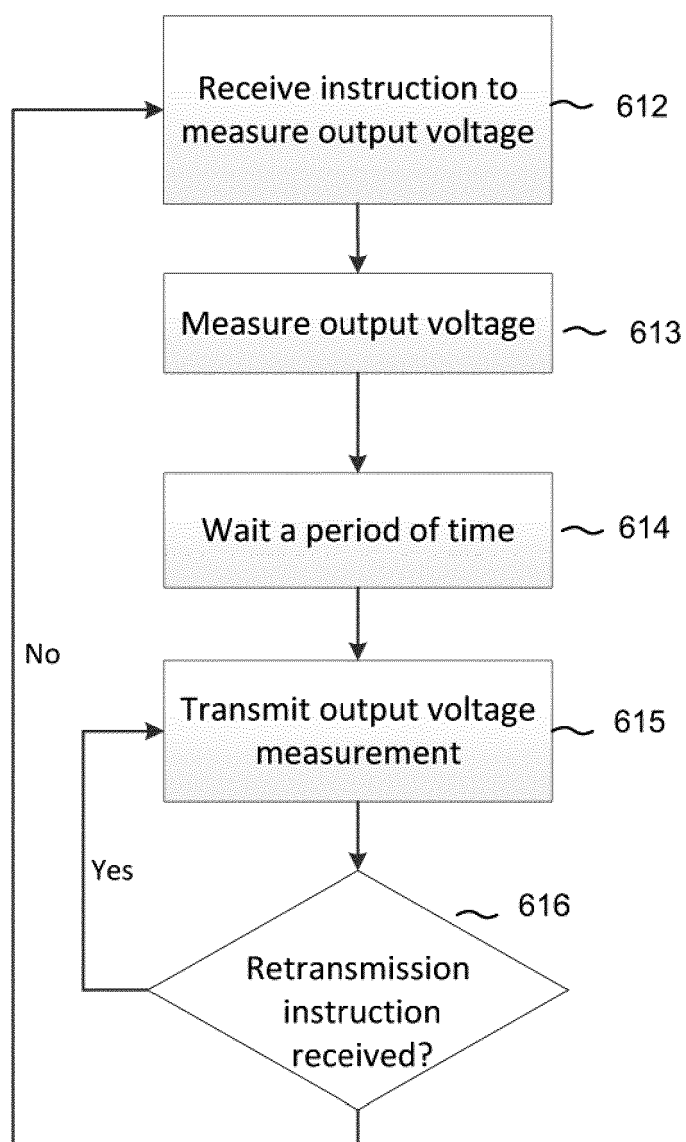 Receive instruction to
measure output voltage
612
Measure output voltage
613
Wait a period of time
614
No
Transmit output voltage
measurement
615
Yes
616
Retransmission
instruction
received?